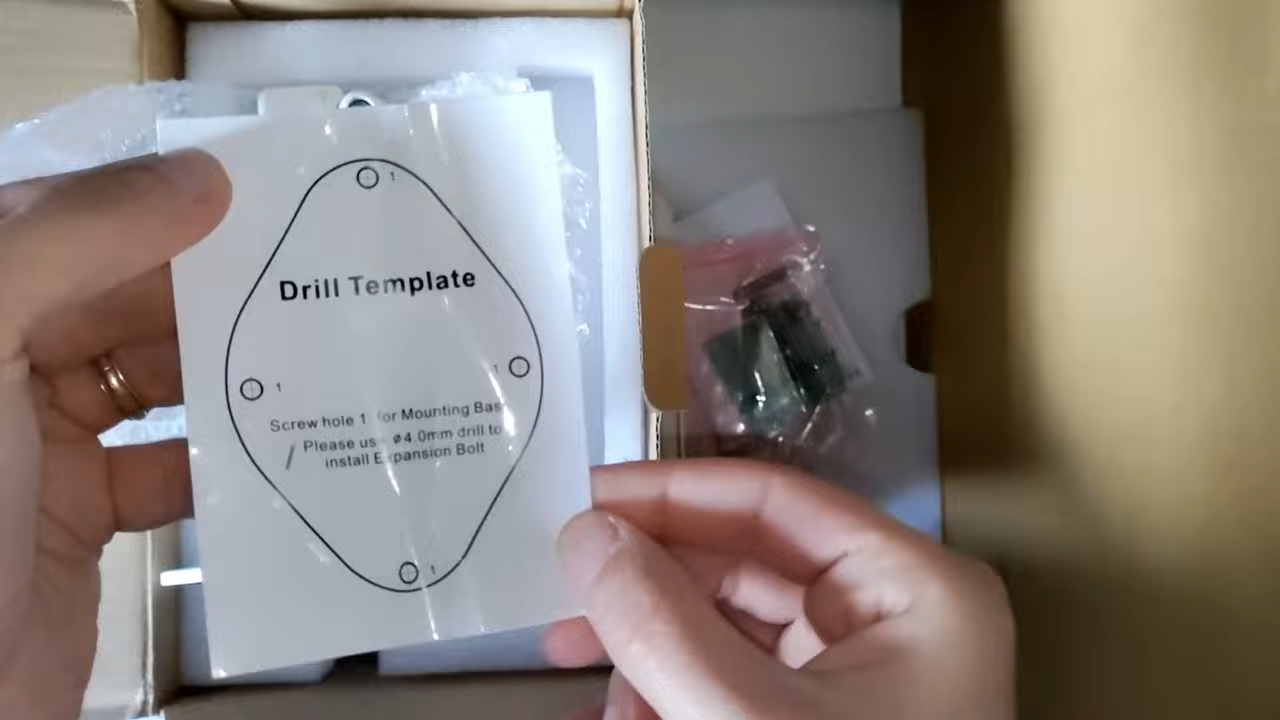 1
Drill Template
1
1
Screw hole 1 for Mounting Bas
Please us ø4.0mm drill to
install Expansion Bolt
1